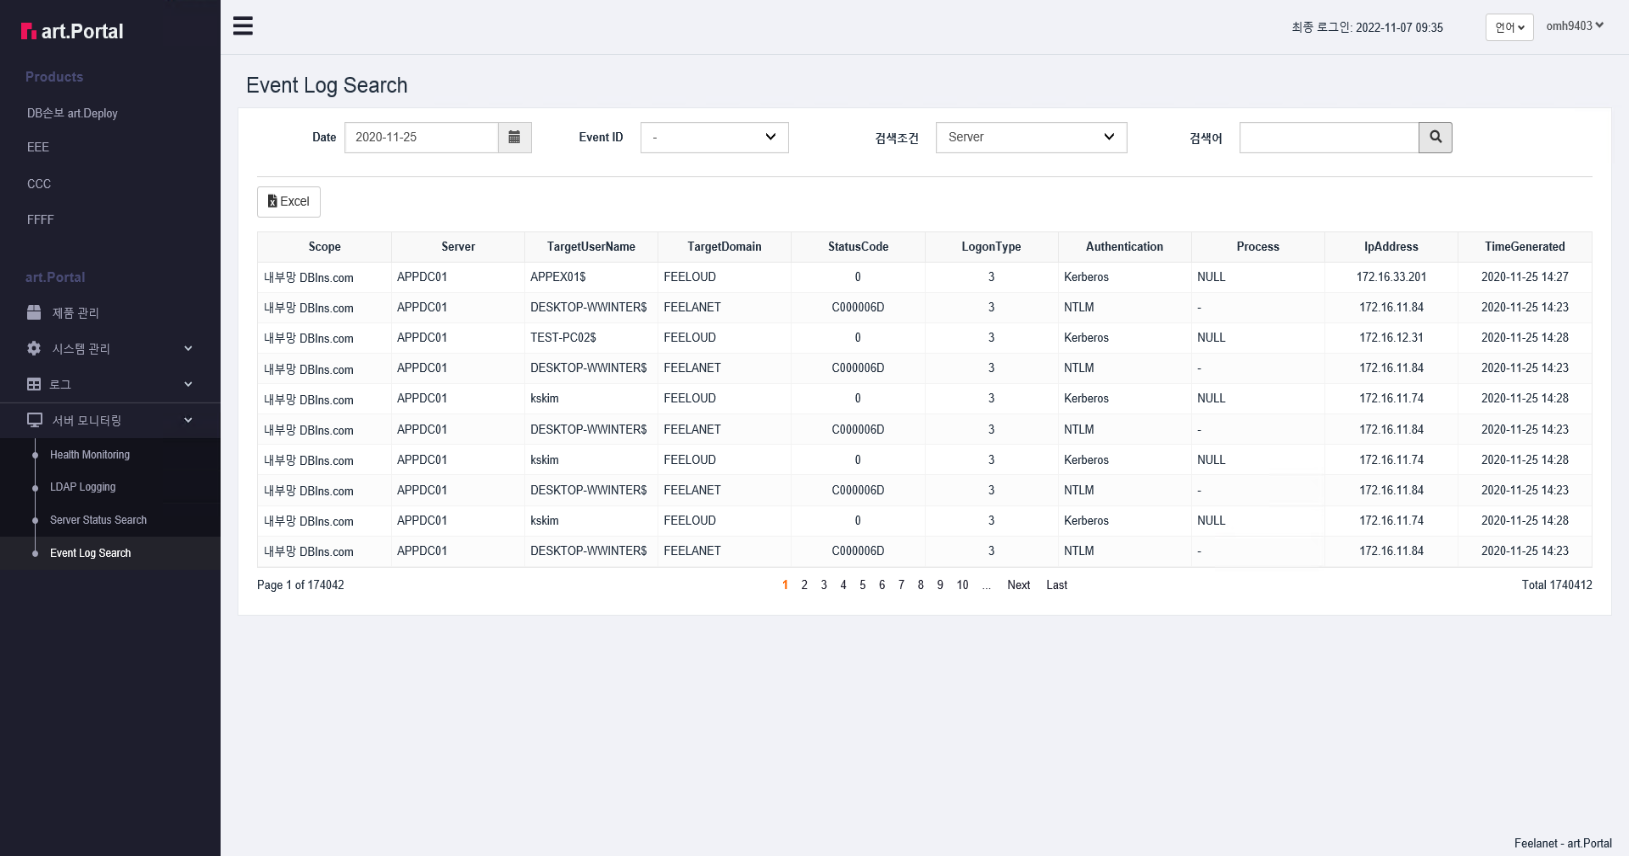 art.Portal
최종 로그인: 2022-11-07 09:35
언어
omh9403
Products
DB손보 art.Deploy
EEE
CCC
FFFF
art.Portal
제품 관리
시스템 관리
로그
서버 모니터링
Health Monitoring
LDAP Logging
Server Status Search
Event Log Search
Event Log Search
Date 2020-11-25 Event ID - 검색조건 Server 검색어
Excel
Scope Server TargetUserName TargetDomain StatusCode LogonType Authentication Process IpAddress TimeGenerated
내부망 DBIns.com APPDC01 APPEX01$ FEELOUD 0 3 Kerberos NULL 172.16.33.201 2020-11-25 14:27
내부망 DBIns.com APPDC01 DESKTOP-WWINTER$ FEELANET C000006D 3 NTLM - 172.16.11.84 2020-11-25 14:23
내부망 DBIns.com APPDC01 TEST-PC02$ FEELOUD 0 3 Kerberos NULL 172.16.12.31 2020-11-25 14:28
내부망 DBIns.com APPDC01 DESKTOP-WWINTER$ FEELANET C000006D 3 NTLM - 172.16.11.84 2020-11-25 14:23
내부망 DBIns.com APPDC01 kskim FEELOUD 0 3 Kerberos NULL 172.16.11.74 2020-11-25 14:28
내부망 DBIns.com APPDC01 DESKTOP-WWINTER$ FEELANET C000006D 3 NTLM - 172.16.11.84 2020-11-25 14:23
내부망 DBIns.com APPDC01 kskim FEELOUD 0 3 Kerberos NULL 172.16.11.74 2020-11-25 14:28
내부망 DBIns.com APPDC01 DESKTOP-WWINTER$ FEELANET C000006D 3 NTLM - 172.16.11.84 2020-11-25 14:23
내부망 DBIns.com APPDC01 kskim FEELOUD 0 3 Kerberos NULL 172.16.11.74 2020-11-25 14:28
내부망 DBIns.com APPDC01 DESKTOP-WWINTER$ FEELANET C000006D 3 NTLM - 172.16.11.84 2020-11-25 14:23
Page 1 of 174042 1 2 3 4 5 6 7 8 9 10 ... Next Last Total 1740412
Feelanet - art.Portal